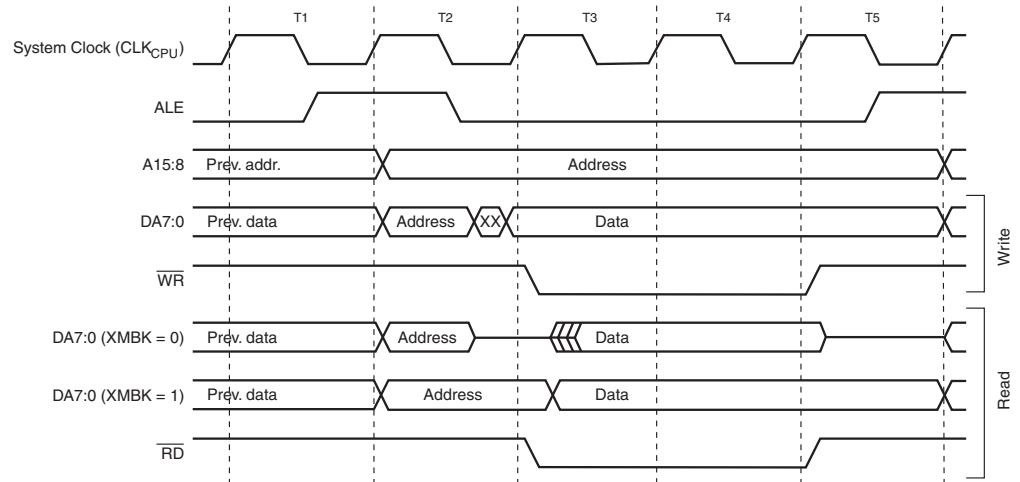 T1 T2 T3 T4 T5
System Clock (CLKCPU)
ALE
A15:8 Prev. addr. Address
DA7:0 Prev. data Address XX Data
WR
Write
DA7:0 (XMBK = 0) Prev. data Address Data
DA7:0 (XMBK = 1) Prev. data Address Data
RD
Read